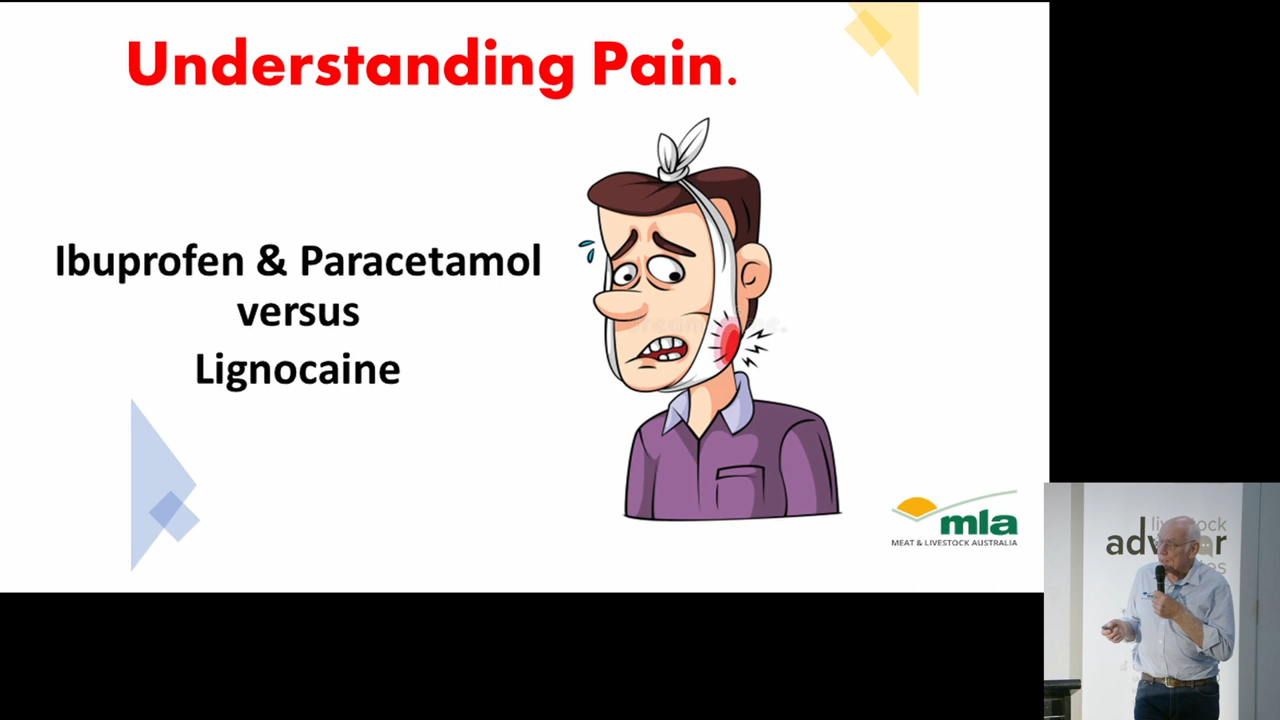 Understanding Pain.
Ibuprofen & Paracetamol
versus
Lignocaine
mla
MEAT & LIVESTOCK AUSTRALIA